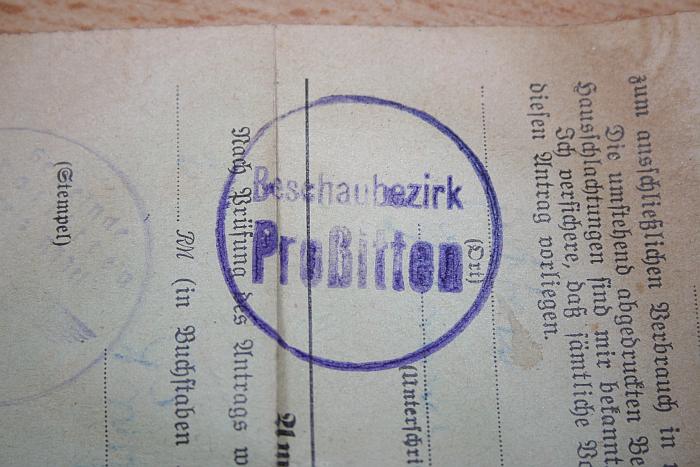 zum ausschließlichen Verbrauch in
Die umstehend abgedruckten Be
Hausschlachtungen sind mir bekannt
Ich versichere, daß sämtliche
diesen Antrag vorliegen.
(Ort)
Beschaubezirk
Proßitten
(Unterschri
Nach Prüfung des Antrags w
RM (in Buchstaben
(Stempel)